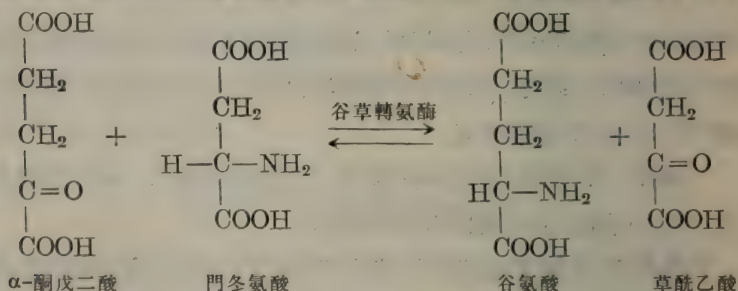 COOH
CH₂
CH₂
C=O
COOH
α-酮戊二酸
+
COOH
CH₂
H—C—NH₂
COOH
門冬氨酸
谷草轉氨酶
COOH
CH₂
CH₂
HC—NH₂
COOH
谷氨酸
+
COOH
CH₂
C=O
COOH
草酰乙酸